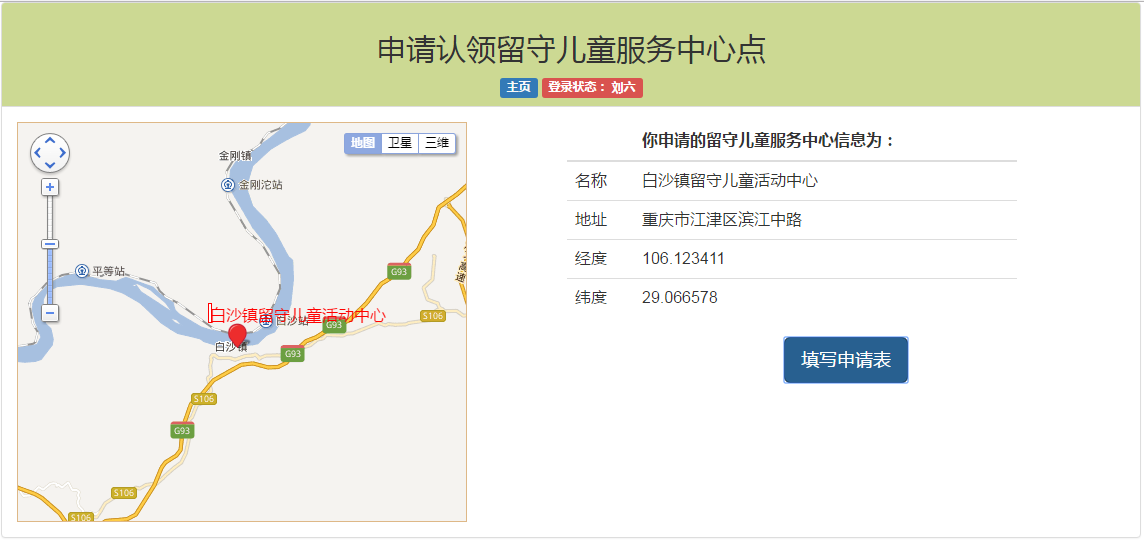 申请认领留守儿童服务中心点
主页 登录状态： 刘六
地图 卫星 三维
金刚镇
金刚沱站
平等站
G93
白沙镇留守儿童活动中心
白沙站
G93
S106
白沙镇
G93
S106
G93
S106
S106
高速
你申请的留守儿童服务中心信息为：
名称 白沙镇留守儿童活动中心
地址 重庆市江津区滨江中路
经度 106.123411
纬度 29.066578
填写申请表